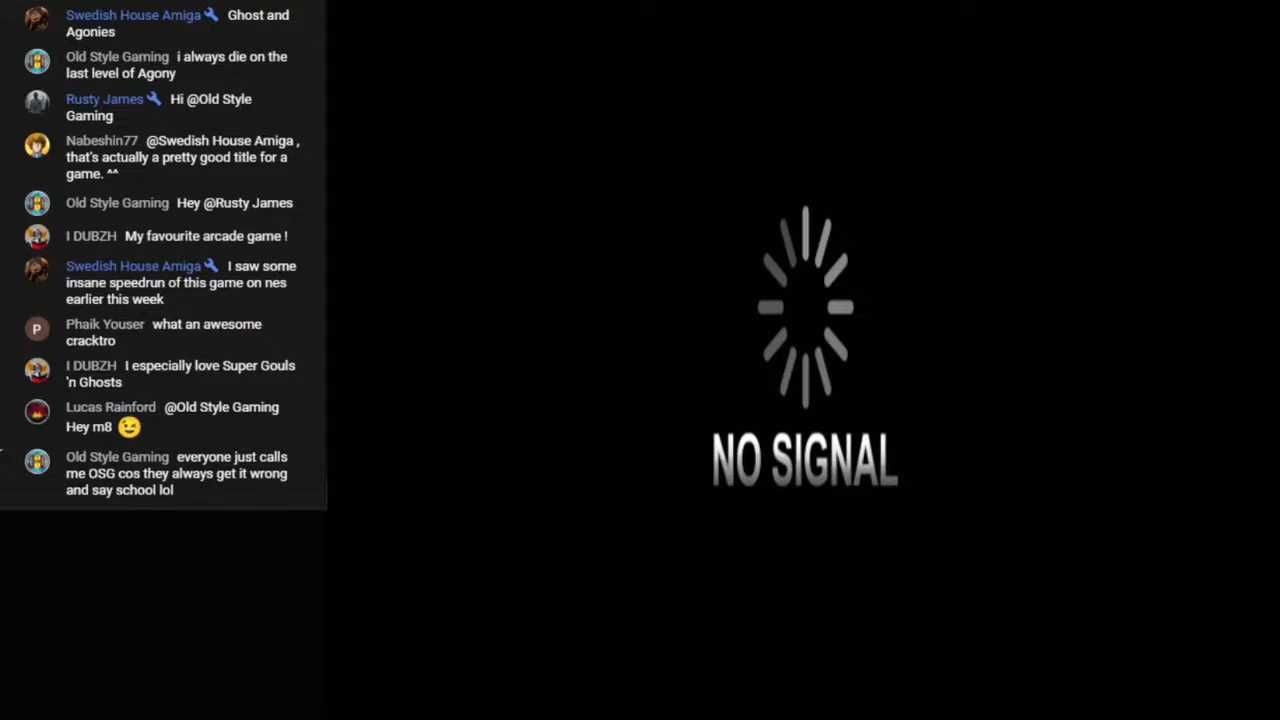 Swedish House Amiga Ghost and
Agonies
Old Style Gaming i always die on the
last level of Agony
Rusty James Hi @Old Style
Gaming
Nabeshin77 @Swedish House Amiga ,
that's actually a pretty good title for a
game. ^^
Old Style Gaming Hey @Rusty James
I DUBZH My favourite arcade game !
Swedish House Amiga I saw some
insane speedrun of this game on nes
earlier this week
P Phaik Youser what an awesome
cracktro
I DUBZH I especially love Super Gouls
'n Ghosts
Lucas Rainford @Old Style Gaming
Hey m8 😉
Old Style Gaming everyone just calls
me OSG cos they always get it wrong
and say school lol
NO SIGNAL